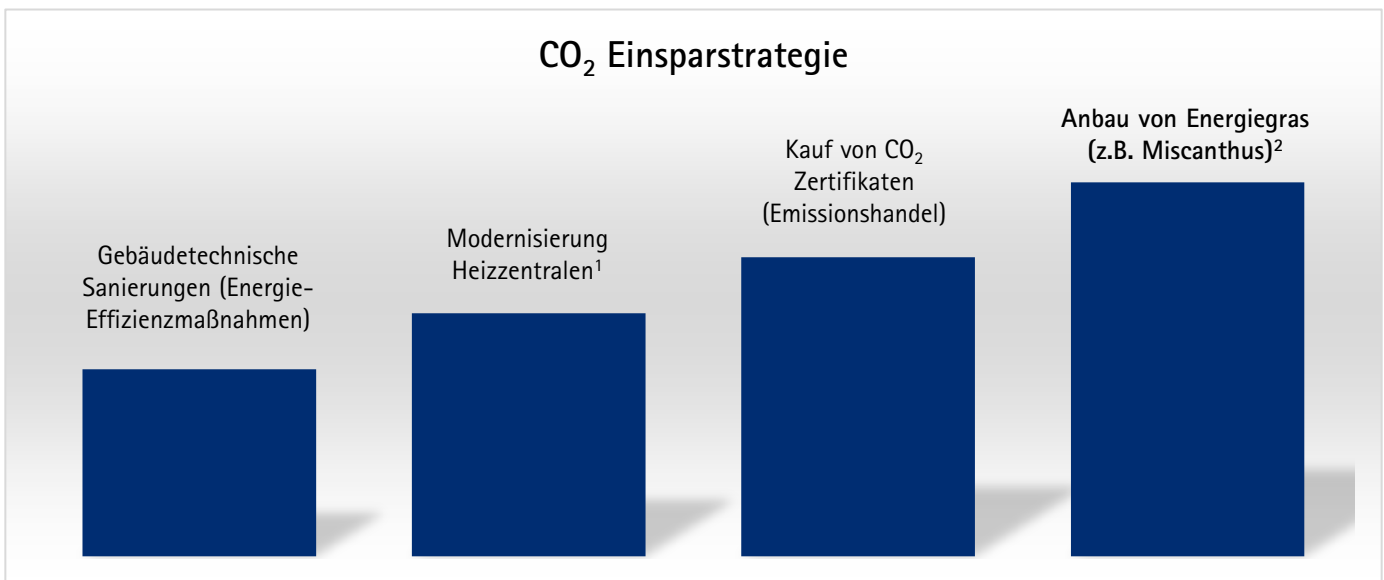 CO₂ Einsparstrategie
Gebäudetechnische
Sanierungen (Energie-
Effizienzmaßnahmen)
Modernisierung
Heizzentralen¹
Kauf von CO₂
Zertifikaten
(Emissionshandel)
Anbau von Energiegras
(z.B. Miscanthus)²